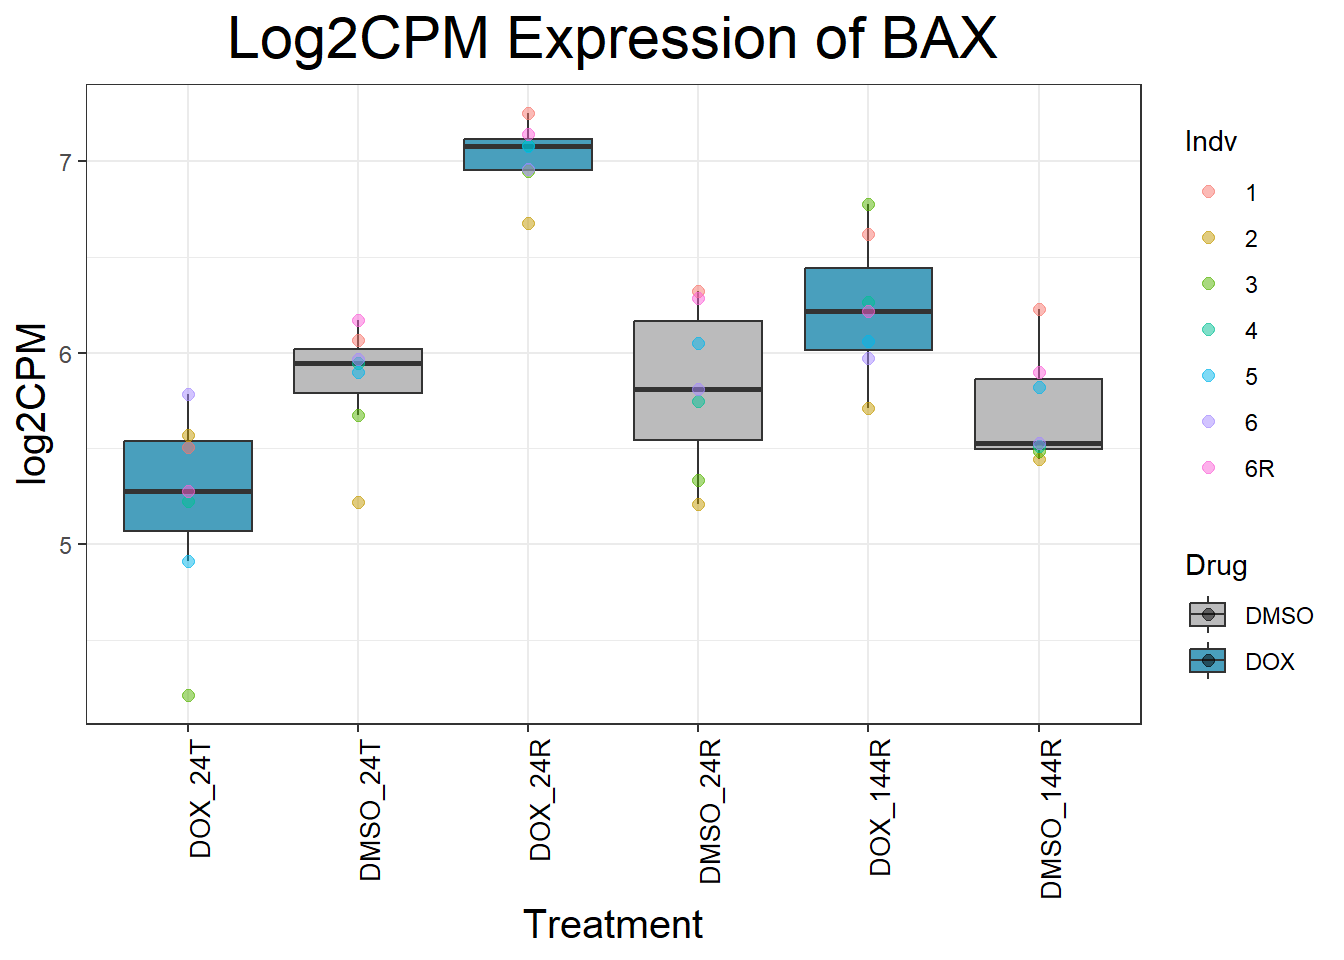 Log2CPM Expression of BAX
log2CPM
7
6
5
DOX_24T
DMSO_24T
DOX_24R
DMSO_24R
DOX_144R
DMSO_144R
Treatment
Indv
1
2
3
4
5
6
6R
Drug
DMSO
DOX